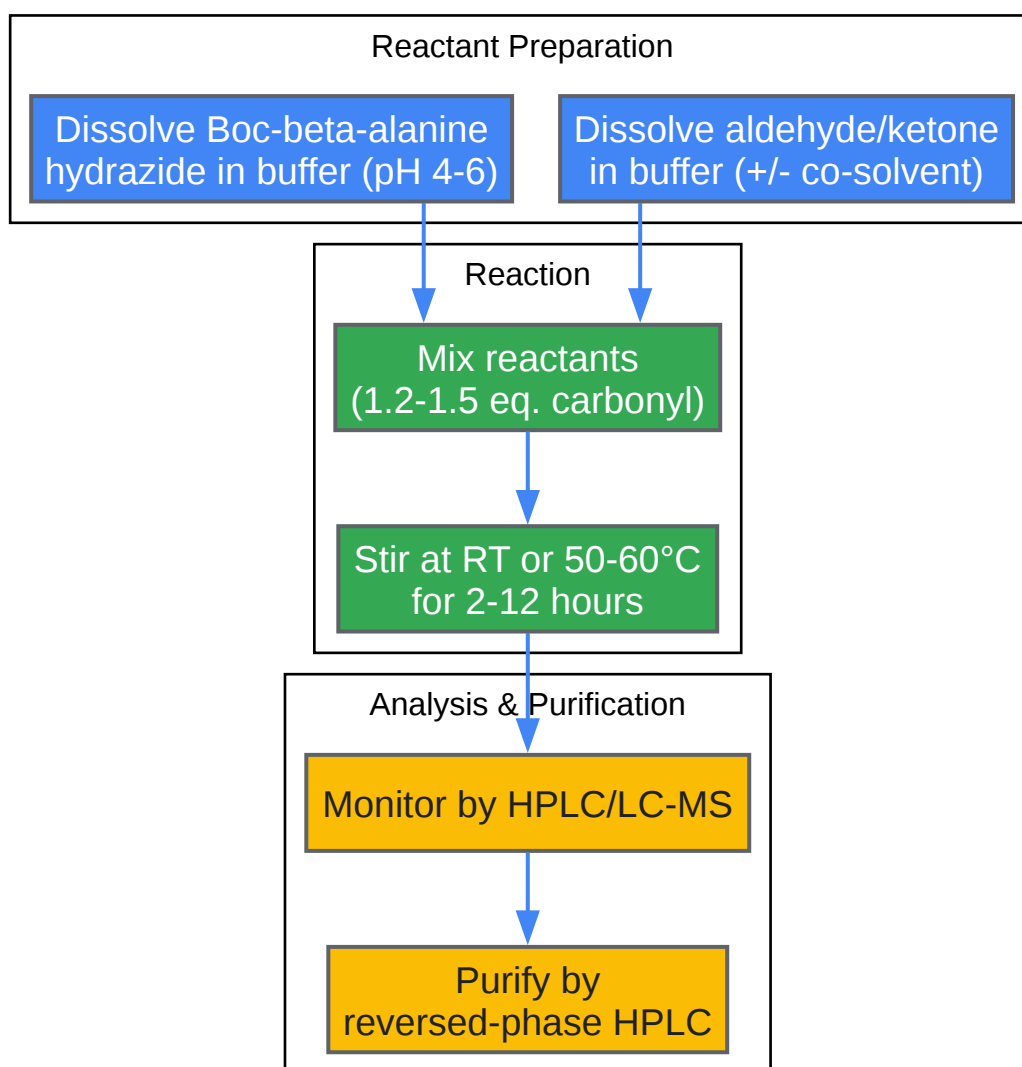 Reactant Preparation
Dissolve Boc-beta-alanine
hydrazide in buffer (pH 4-6)
Dissolve aldehyde/ketone
in buffer (+/- co-solvent)
Reaction
Mix reactants
(1.2-1.5 eq. carbonyl)
Stir at RT or 50-60°C
for 2-12 hours
Analysis & Purification
Monitor by HPLC/LC-MS
Purify by
reversed-phase HPLC